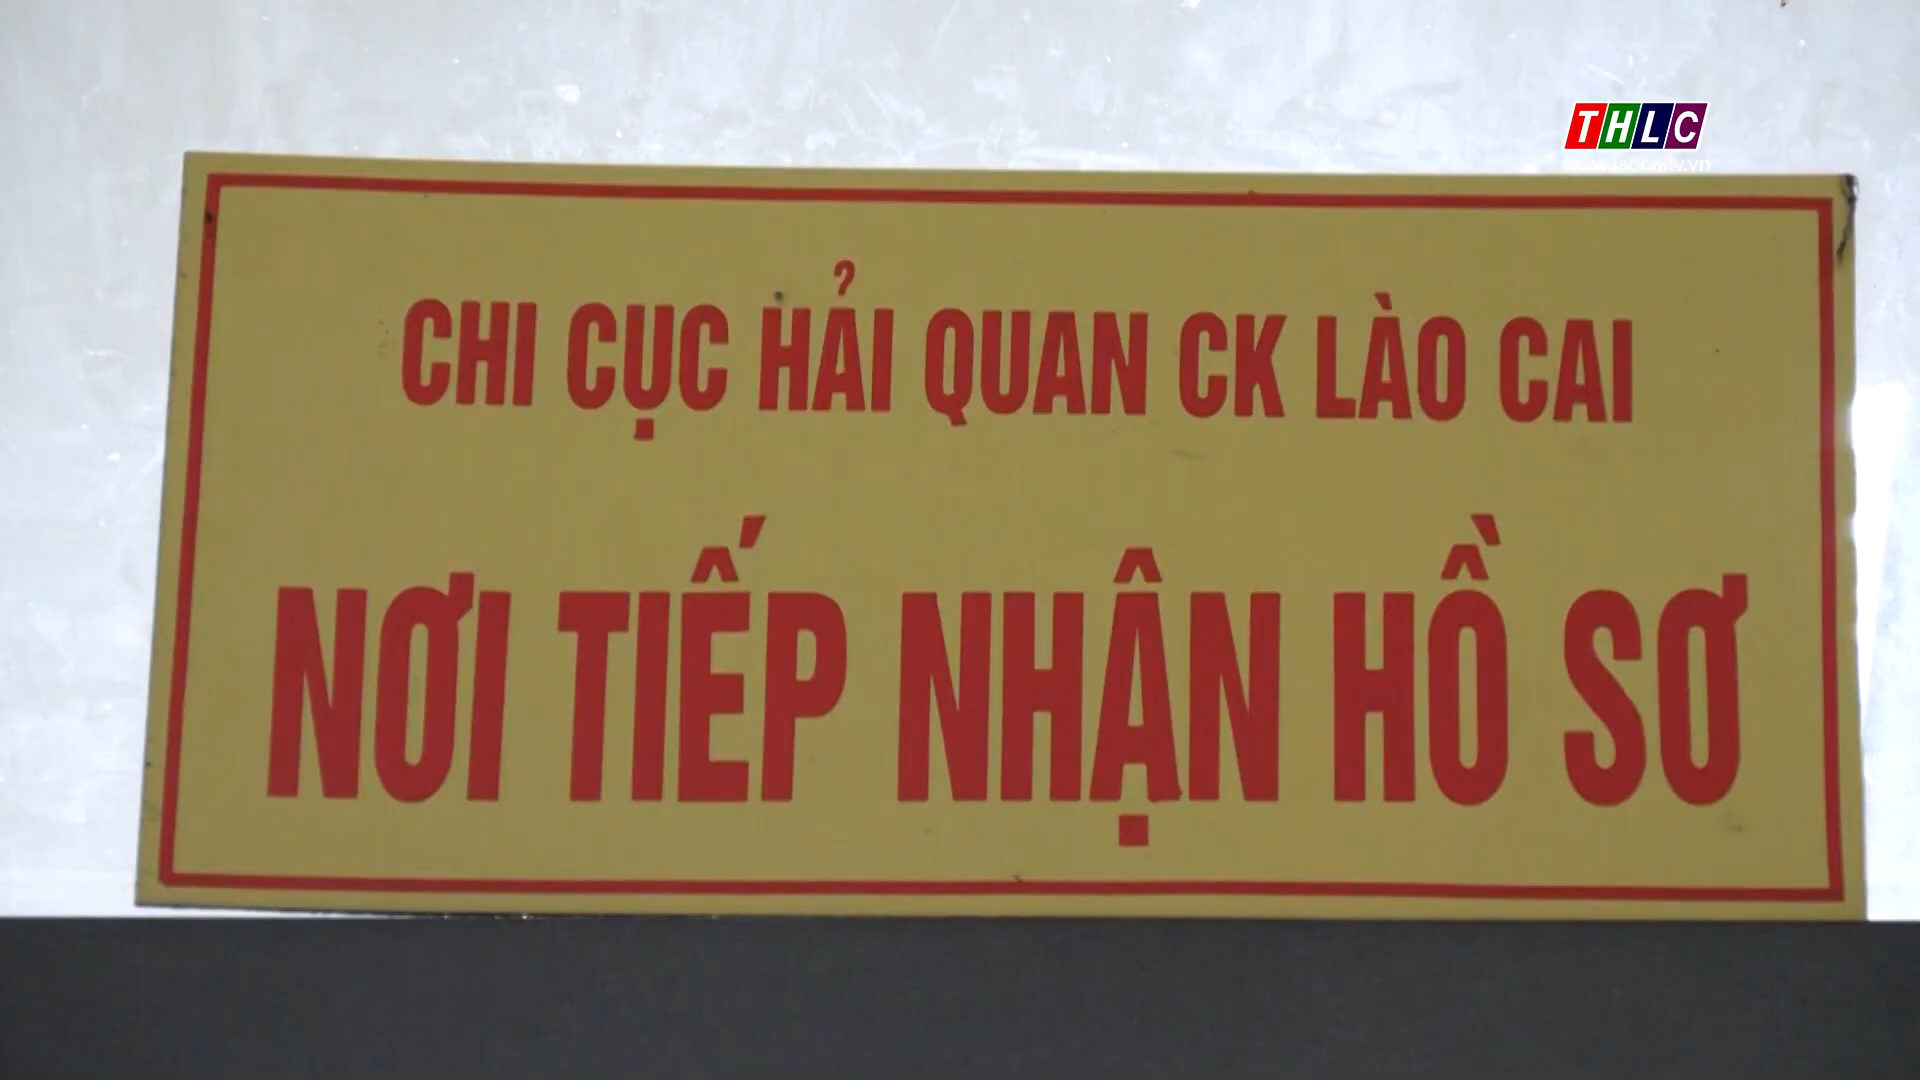 THLC
CHI CỤC HẢI QUAN CK LÀO CAI
NƠI TIẾP NHẬN HỒ SƠ